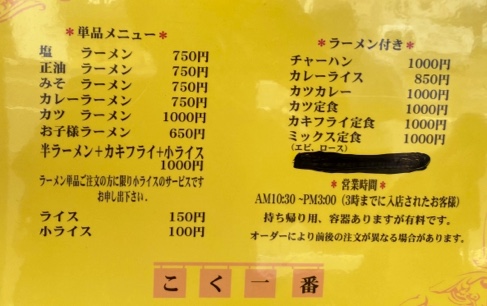 ＊単品メニュー＊
塩 ラーメン 750円
正油 ラーメン 750円
みそ ラーメン 750円
カレーラーメン 750円
カツ ラーメン 1000円
お子様ラーメン 650円
半ラーメン＋カキフライ＋小ライス
1000円
ラーメン単品ご注文の方に限り小ライスのサービスです
お申し出下さい。
ライス 150円
小ライス 100円
＊ラーメン付き＊
チャーハン 1000円
カレーライス 850円
カツカレー 1000円
カツ定食 1000円
カキフライ定食 1000円
ミックス定食 1000円
(エビ、ロース)
＊営業時間＊
AM10:30 ~PM3:00 （3時までに入店されたお客様）
持ち帰り用、容器ありますが有料です。
オーダーにより前後の注文が異なる場合があります。
こく一番